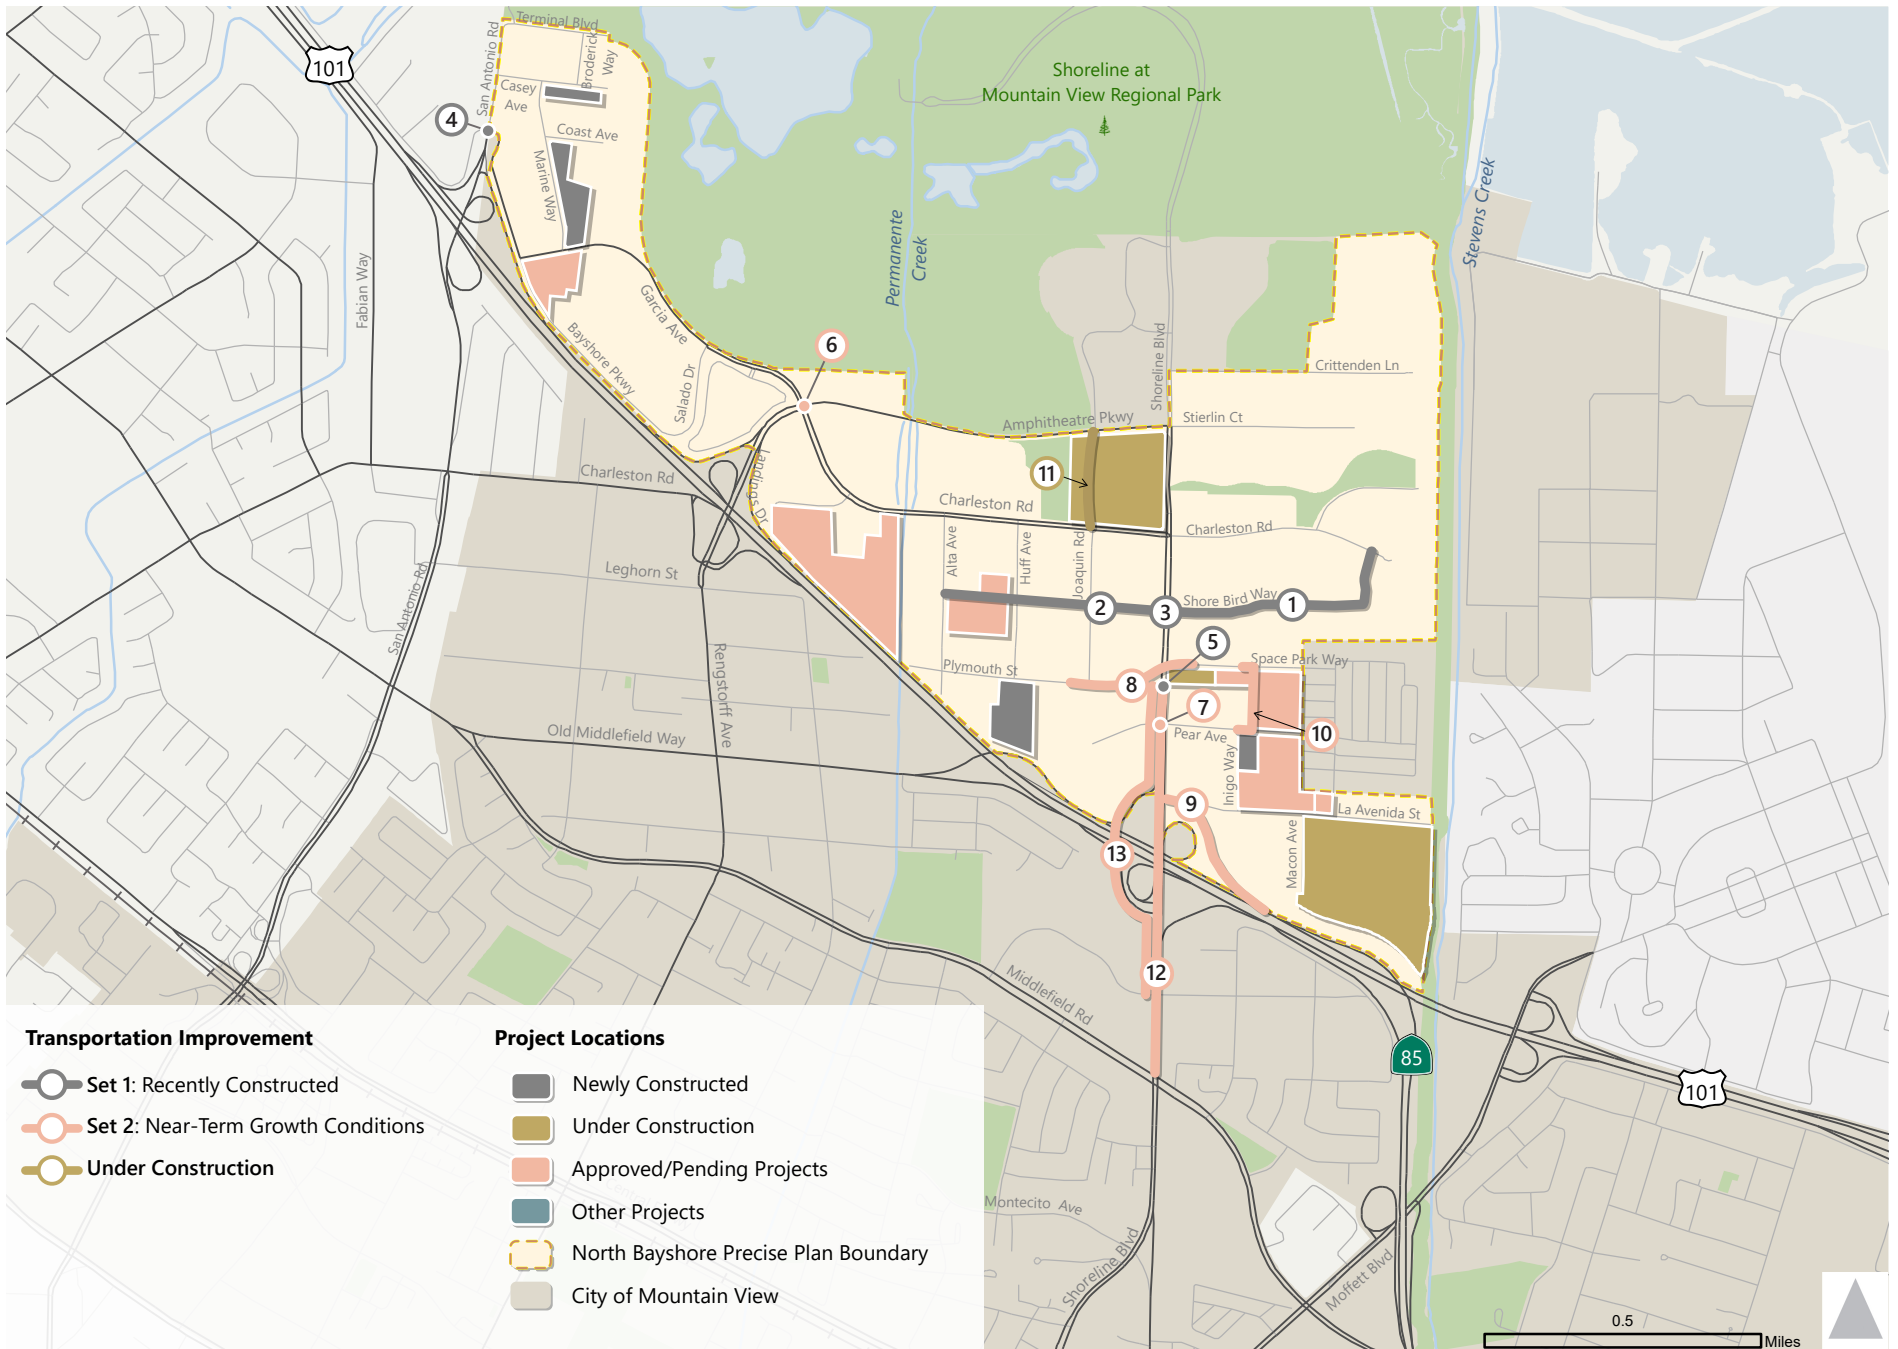 Terminal Blvd
San Antonio Rd
Broderick
Way
101
Casey
Ave
Shoreline at
Mountain View Regional Park
4
Coast Ave
Marine Way
Permanente
Creek
Stevens Creek
Fabian Way
Garcia Ave
Bayshore Pkwy
6
Salado Dr
Shoreline Blvd
Crittenden Ln
Amphitheatre Pkwy
Stierlin Ct
Charleston Rd
Landings Dr
11
Charleston Rd
Charleston Rd
Alta Ave
Huff Ave
Joaquin Rd
Leghorn St
San Antonio Rd
2
3
Shore Bird Way
1
5
Rengstorff Ave
Plymouth St
Space Park Way
8
7
Old Middlefield Way
Pear Ave
10
Inigo Way
9
La Avenida St
13
Macon Ave
12
Middlefield Rd
85
101
Montecito Ave
Shoreline Blvd
Moffett Blvd
Transportation Improvement
Set 1: Recently Constructed
Set 2: Near-Term Growth Conditions
Under Construction
Project Locations
Newly Constructed
Under Construction
Approved/Pending Projects
Other Projects
North Bayshore Precise Plan Boundary
City of Mountain View
0.5
Miles